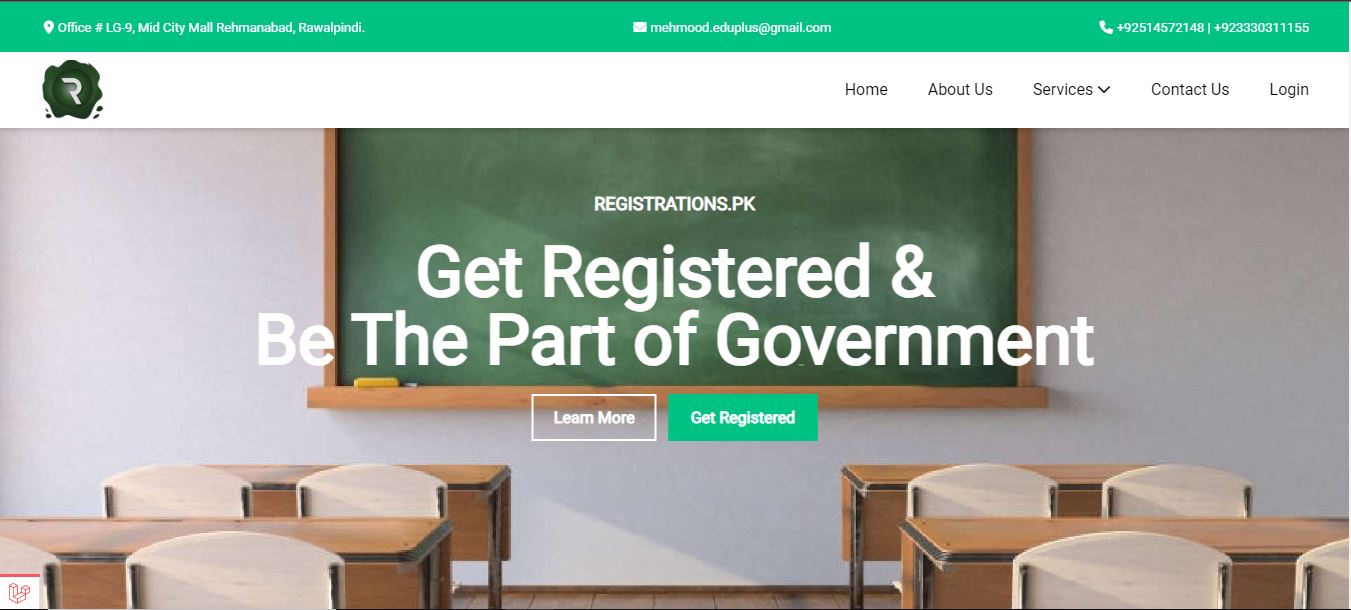 Office # LG-9, Mid City Mall Rehmanabad, Rawalpindi.
mehmood.eduplus@gmail.com
+92514572148 | +923330311155
R
Home
About Us
Services
Contact Us
Login
REGISTRATIONS.PK
Get Registered &
Be The Part of Government
Learn More
Get Registered